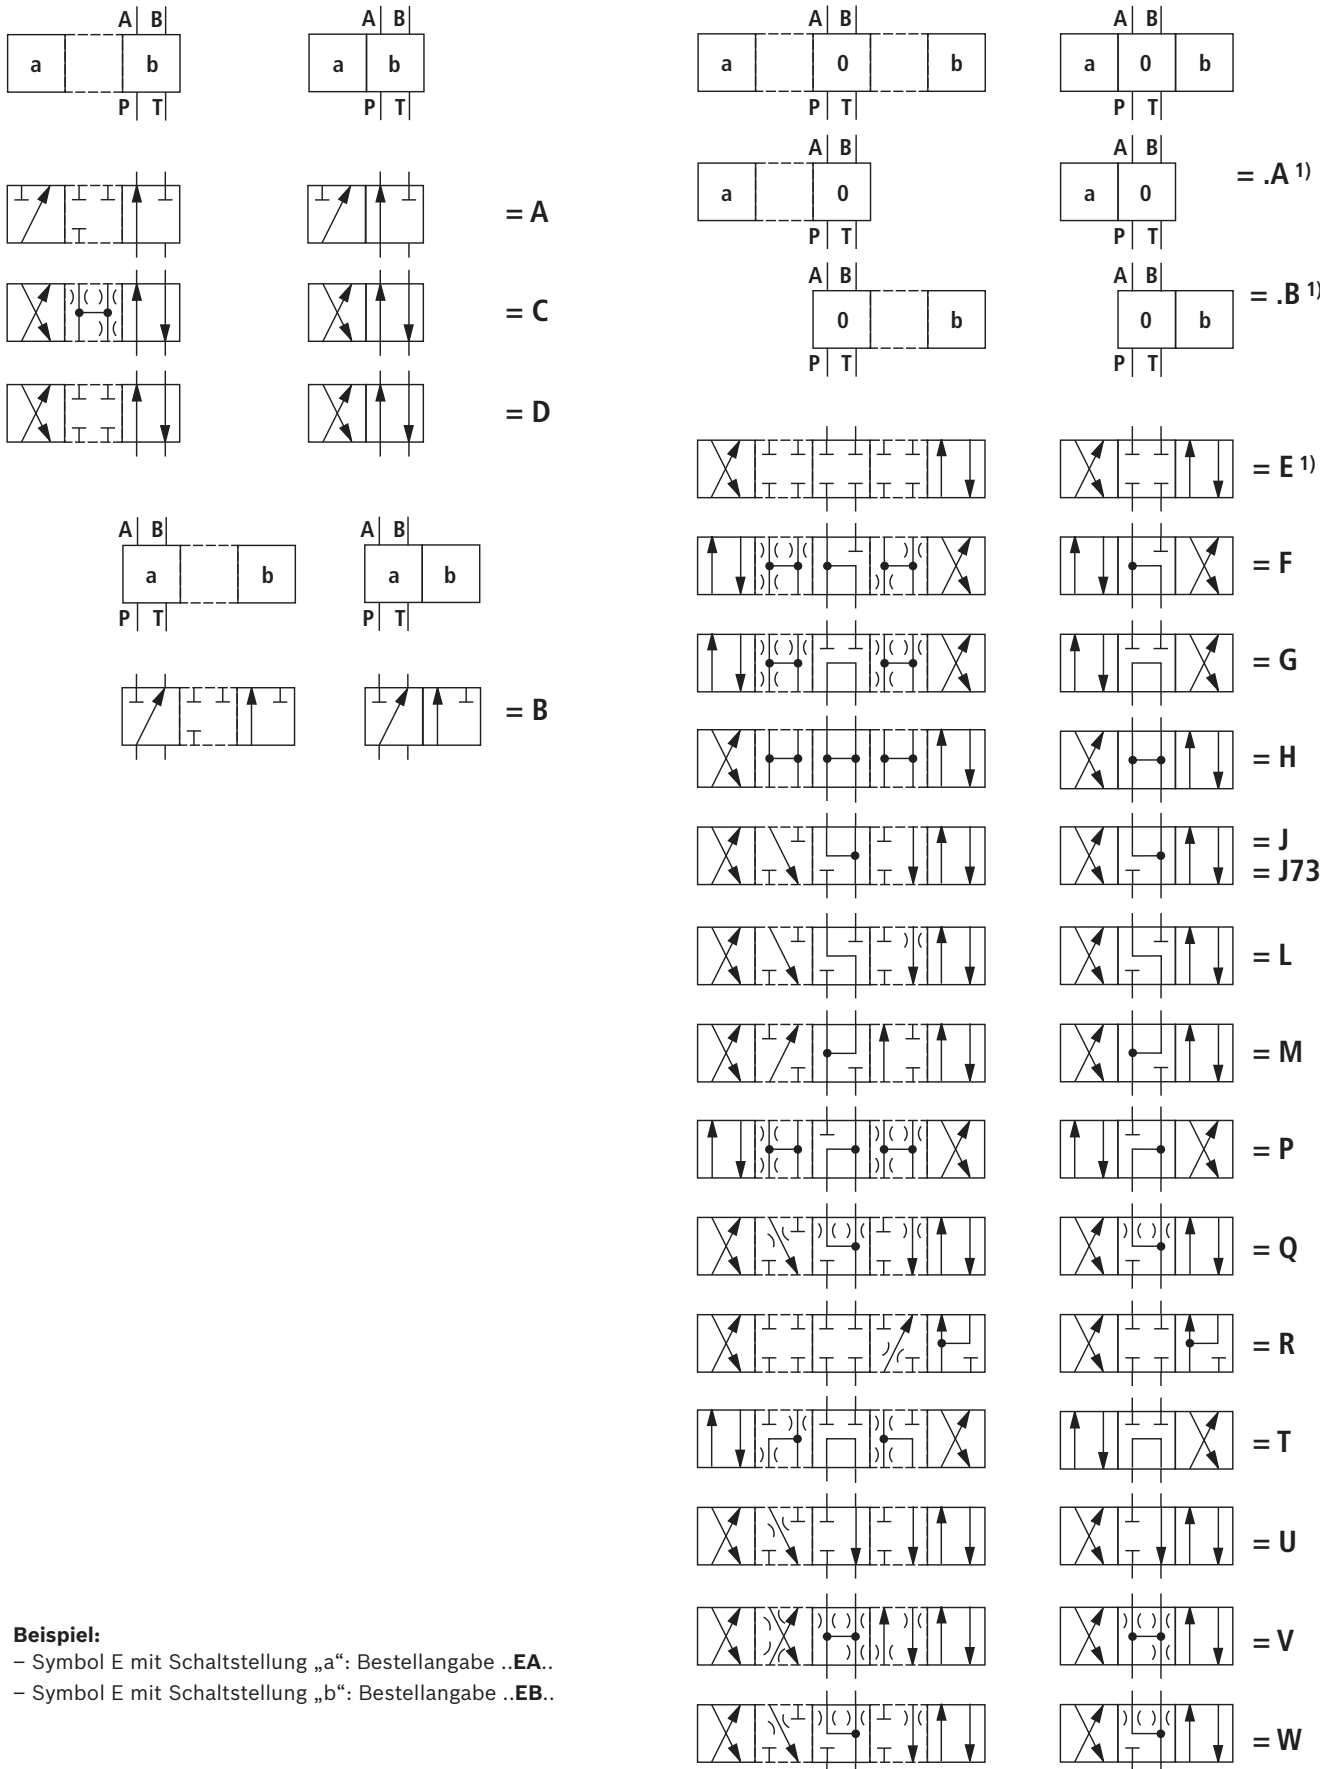 A B
a b
P T
A B
a b
P T
= A
= C
= D
A B
a b
P T
A B
a b
P T
= B
A B
a 0 b
P T
A B
a 0 b
P T
A B
a 0
P T
A B
a 0
P T
= .A 1)
A B
0 b
P T
A B
0 b
P T
= .B 1)
= E 1)
= F
= G
= H
= J
= J73
= L
= M
= P
= Q
= R
= T
= U
= V
= W
Beispiel:
– Symbol E mit Schaltstellung „a“: Bestellangabe ..EA..
– Symbol E mit Schaltstellung „b“: Bestellangabe ..EB..